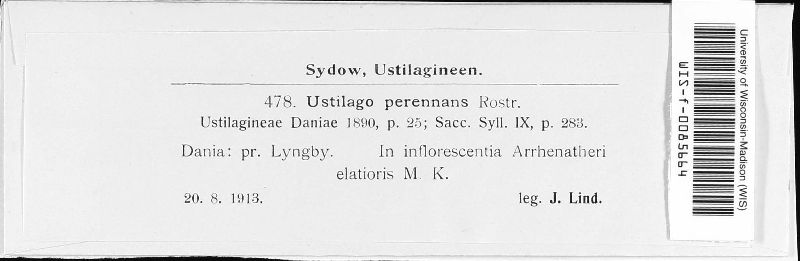 Sydow, Ustilagineen.
478. Ustilago perennans Rostr.
Ustilagineae Daniae 1890, p. 25; Sacc. Syll. IX, p. 283.
Dania: pr. Lyngby. In inflorescentia Arrhenatheri
elatioris M. K.
20. 8. 1913. leg. J. Lind.
University of Wisconsin-Madison (WIS)
WIS-f-0085664